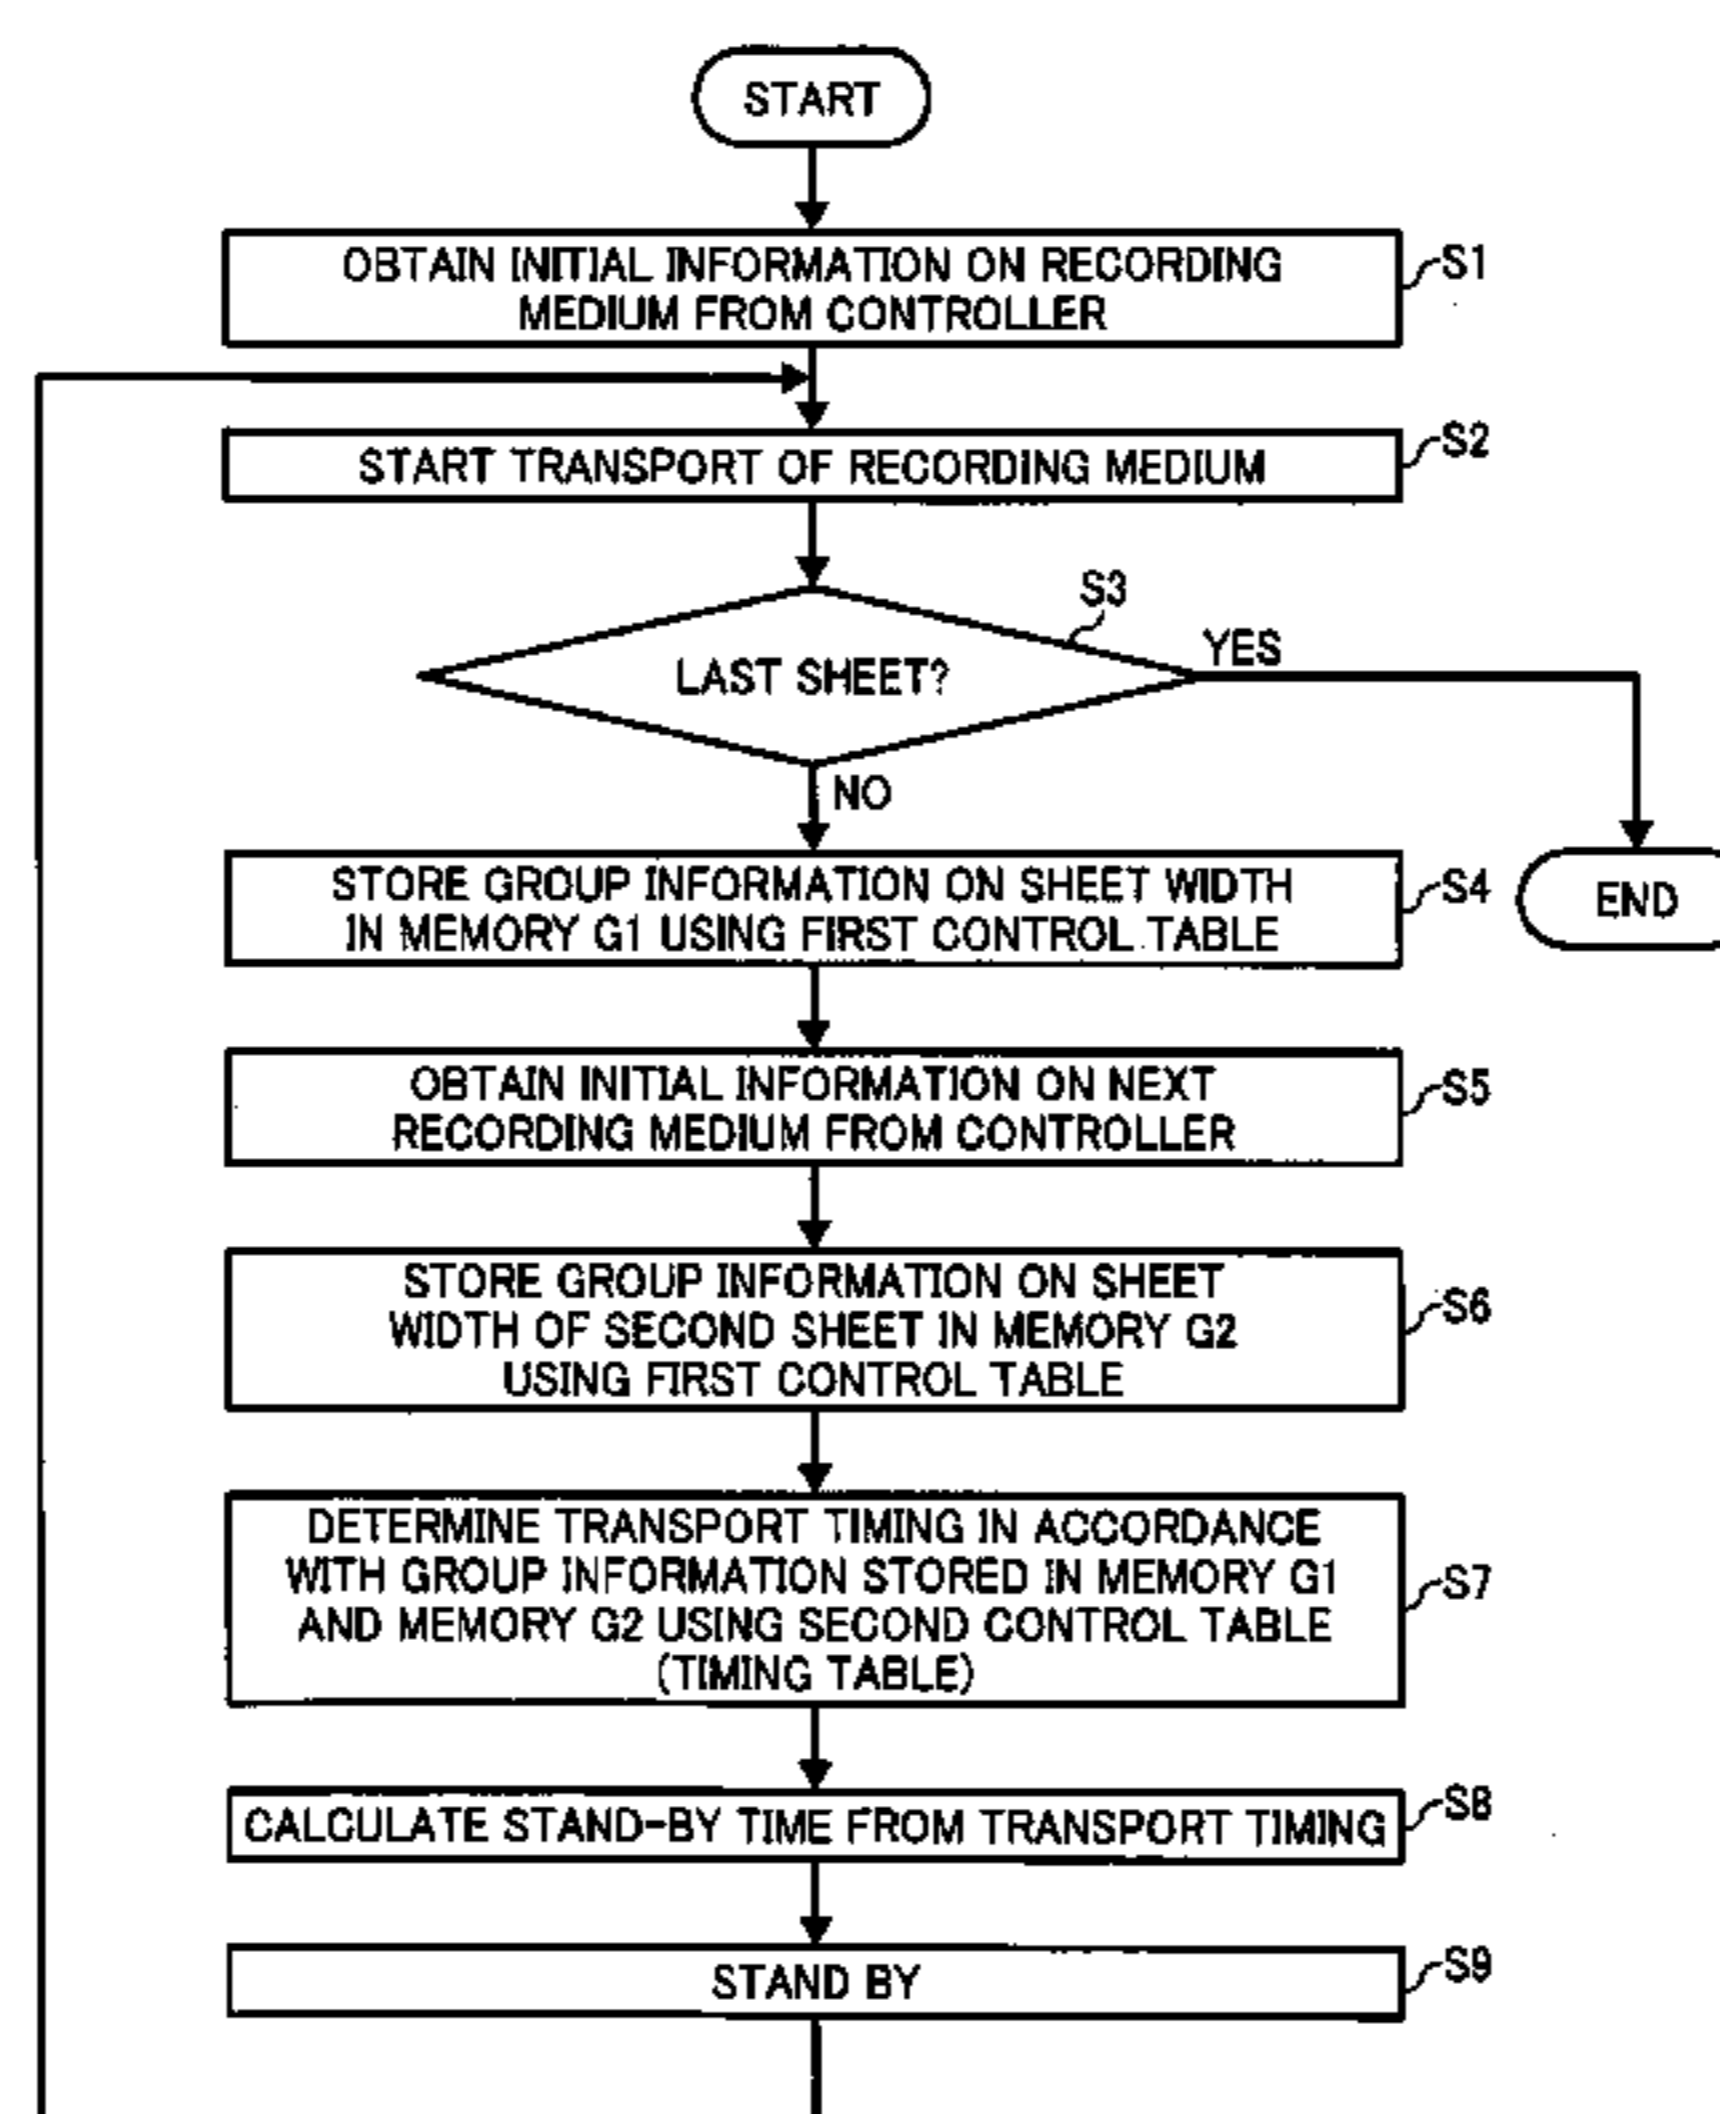 START
OBTAIN INITIAL INFORMATION ON RECORDING
MEDIUM FROM CONTROLLER
S1
START TRANSPORT OF RECORDING MEDIUM
S2
S3
LAST SHEET?
YES
NO
STORE GROUP INFORMATION ON SHEET WIDTH
IN MEMORY G1 USING FIRST CONTROL TABLE
S4
END
OBTAIN INITIAL INFORMATION ON NEXT
RECORDING MEDIUM FROM CONTROLLER
S5
STORE GROUP INFORMATION ON SHEET
WIDTH OF SECOND SHEET IN MEMORY G2
USING FIRST CONTROL TABLE
S6
DETERMINE TRANSPORT TIMING IN ACCORDANCE
WITH GROUP INFORMATION STORED IN MEMORY G1
AND MEMORY G2 USING SECOND CONTROL TABLE
(TIMING TABLE)
S7
CALCULATE STAND-BY TIME FROM TRANSPORT TIMING
S8
STAND BY
S9